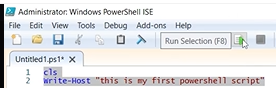 Administrator: Windows PowerShell ISE
File Edit View Tools Debug Add-ons Help
Run Selection (F8)
Untitled1.ps1* X
1 cls
2 Write-Host "this is my first powershell script"